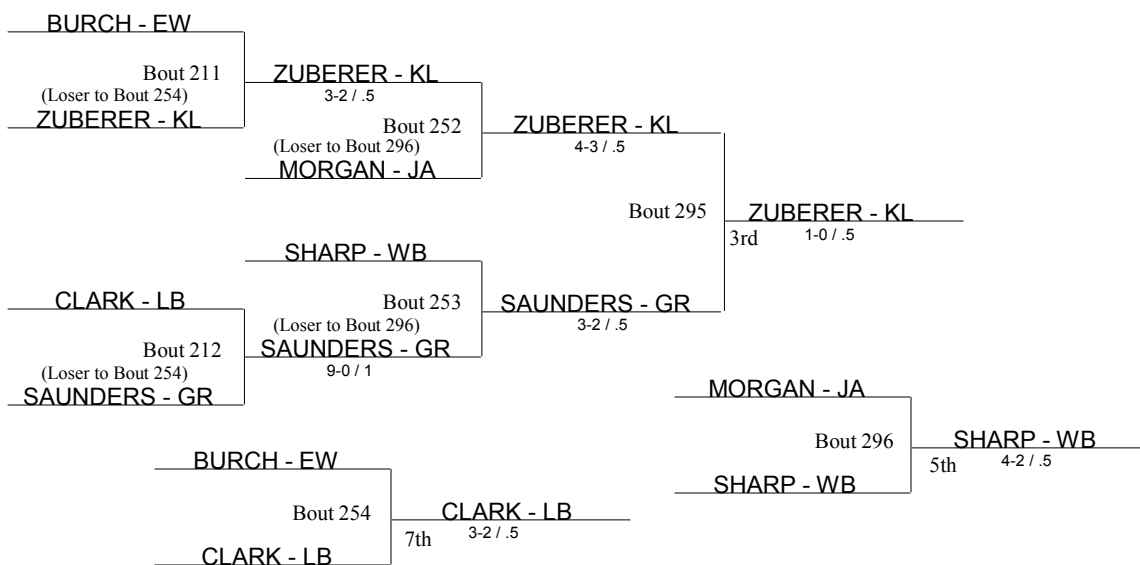 BURCH - EW
Bout 211
(Loser to Bout 254)
ZUBERER - KL
ZUBERER - KL
3-2 / .5
Bout 252
(Loser to Bout 296)
MORGAN - JA
ZUBERER - KL
4-3 / .5
Bout 295
ZUBERER - KL
3rd
1-0 / .5
SHARP - WB
CLARK - LB
Bout 253
(Loser to Bout 296)
SAUNDERS - GR
3-2 / .5
Bout 212
(Loser to Bout 254)
SAUNDERS - GR
9-0 / 1
SAUNDERS - GR
MORGAN - JA
Bout 296
SHARP - WB
5th
4-2 / .5
SHARP - WB
BURCH - EW
Bout 254
CLARK - LB
7th
3-2 / .5
CLARK - LB